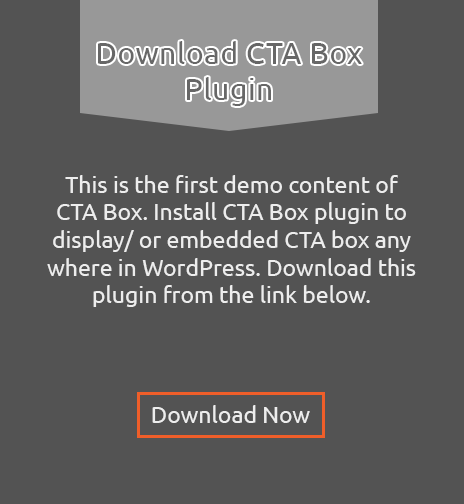 Download CTA Box
Plugin
This is the first demo content of
CTA Box. Install CTA Box plugin to
display/ or embedded CTA box any
where in WordPress. Download this
plugin from the link below.
Download Now